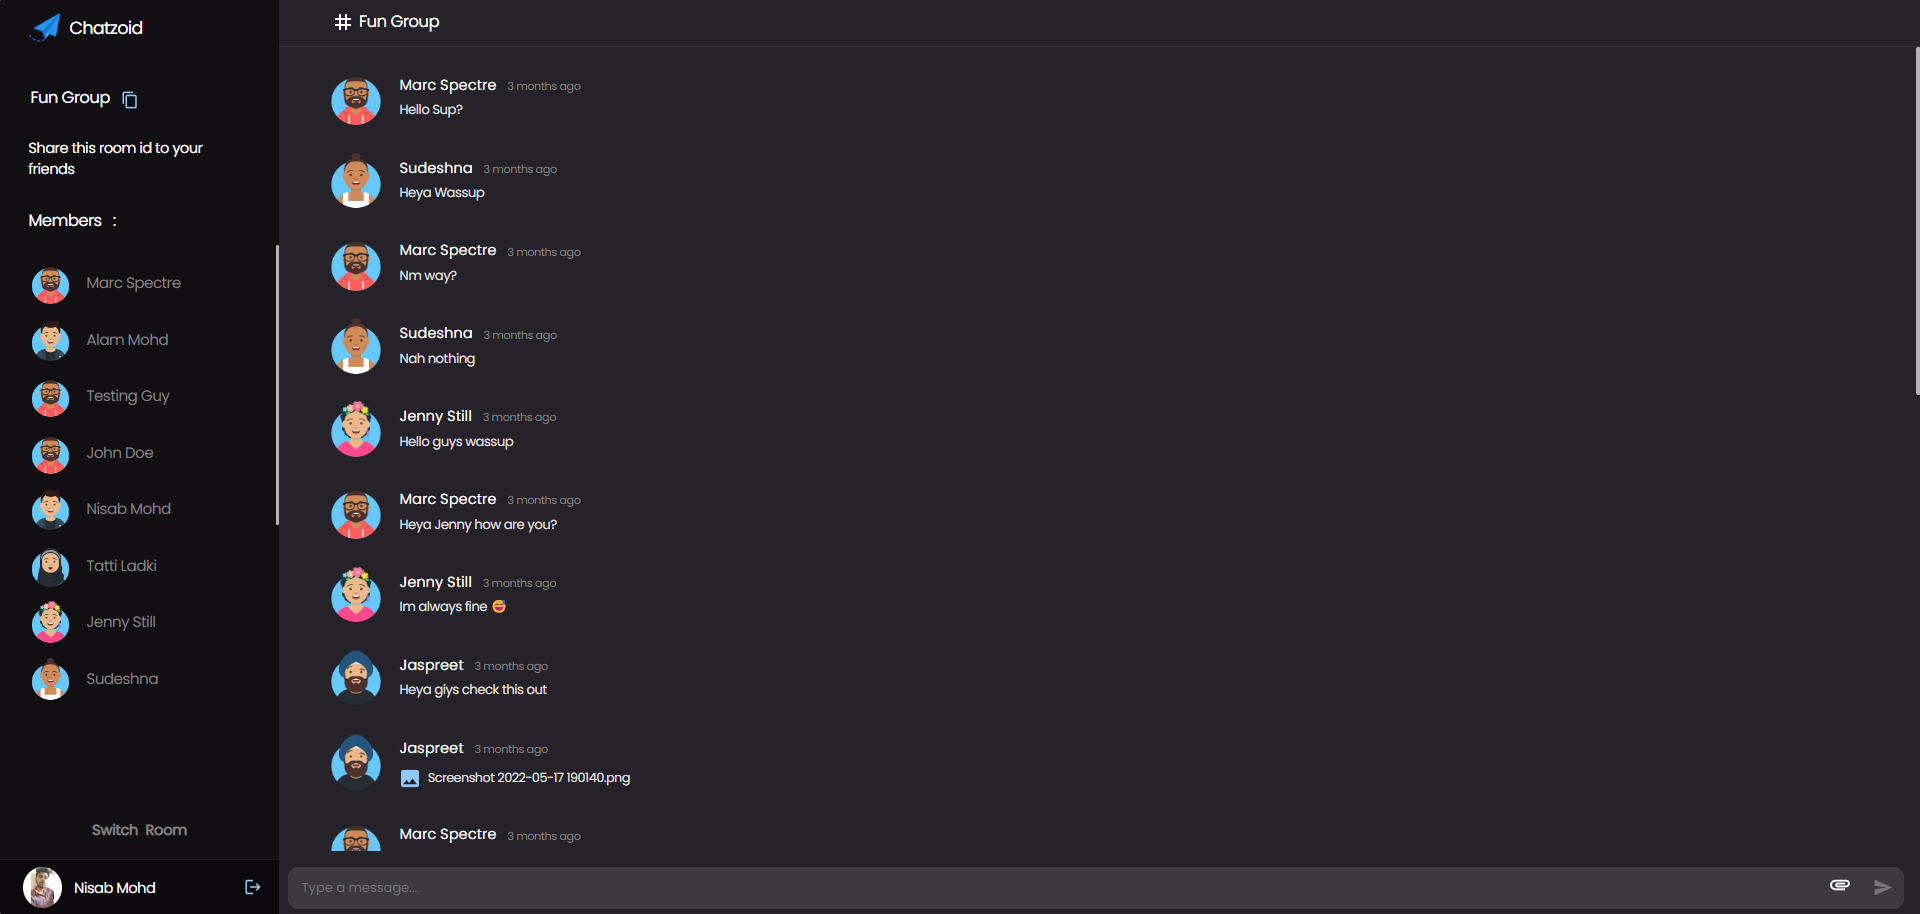 Chatzoid
Fun Group
Share this room id to your
friends
Members :
Marc Spectre
Alam Mohd
Testing Guy
John Doe
Nisab Mohd
Tatti Ladki
Jenny Still
Sudeshna
Switch Room
Nisab Mohd
# Fun Group
Marc Spectre 3 months ago
Hello Sup?
Sudeshna 3 months ago
Heya Wassup
Marc Spectre 3 months ago
Nm way?
Sudeshna 3 months ago
Nah nothing
Jenny Still 3 months ago
Hello guys wassup
Marc Spectre 3 months ago
Heya Jenny how are you?
Jenny Still 3 months ago
Im always fine 😅
Jaspreet 3 months ago
Heya giys check this out
Jaspreet 3 months ago
Screenshot 2022-05-17 190140.png
Marc Spectre 3 months ago
Type a message...